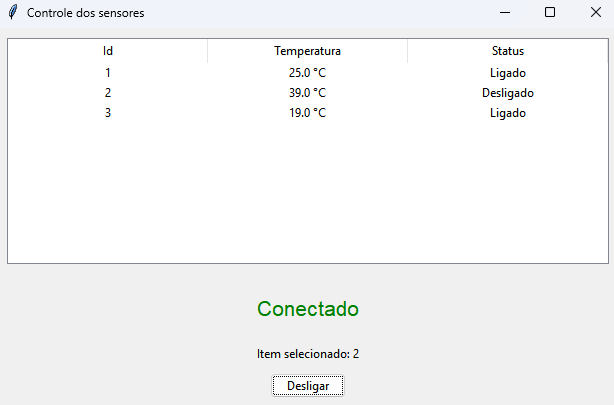 Controle dos sensores
Id Temperatura Status
1 25.0 °C Ligado
2 39.0 °C Desligado
3 19.0 °C Ligado
Conectado
Item selecionado: 2
Desligar